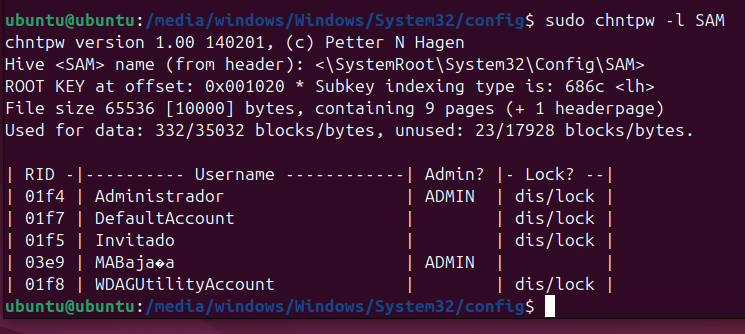 ubuntu@ubuntu:/media/windows/Windows/System32/config$ sudo chntpw -l SAM
chntpw version 1.00 140201, (c) Petter N Hagen
Hive <SAM> name (from header): <\SystemRoot\System32\Config\SAM>
ROOT KEY at offset: 0x001020 * Subkey indexing type is: 686c <lh>
File size 65536 [10000] bytes, containing 9 pages (+ 1 headerpage)
Used for data: 332/35032 blocks/bytes, unused: 23/17928 blocks/bytes.
| RID -|---------- Username ------------| Admin? |- Lock? --|
| 01f4 | Administrador | ADMIN | dis/lock |
| 01f7 | DefaultAccount | | dis/lock |
| 01f5 | Invitado | | dis/lock |
| 03e9 | MABaja�a | ADMIN | |
| 01f8 | WDAGUtilityAccount | | dis/lock |
ubuntu@ubuntu:/media/windows/Windows/System32/config$